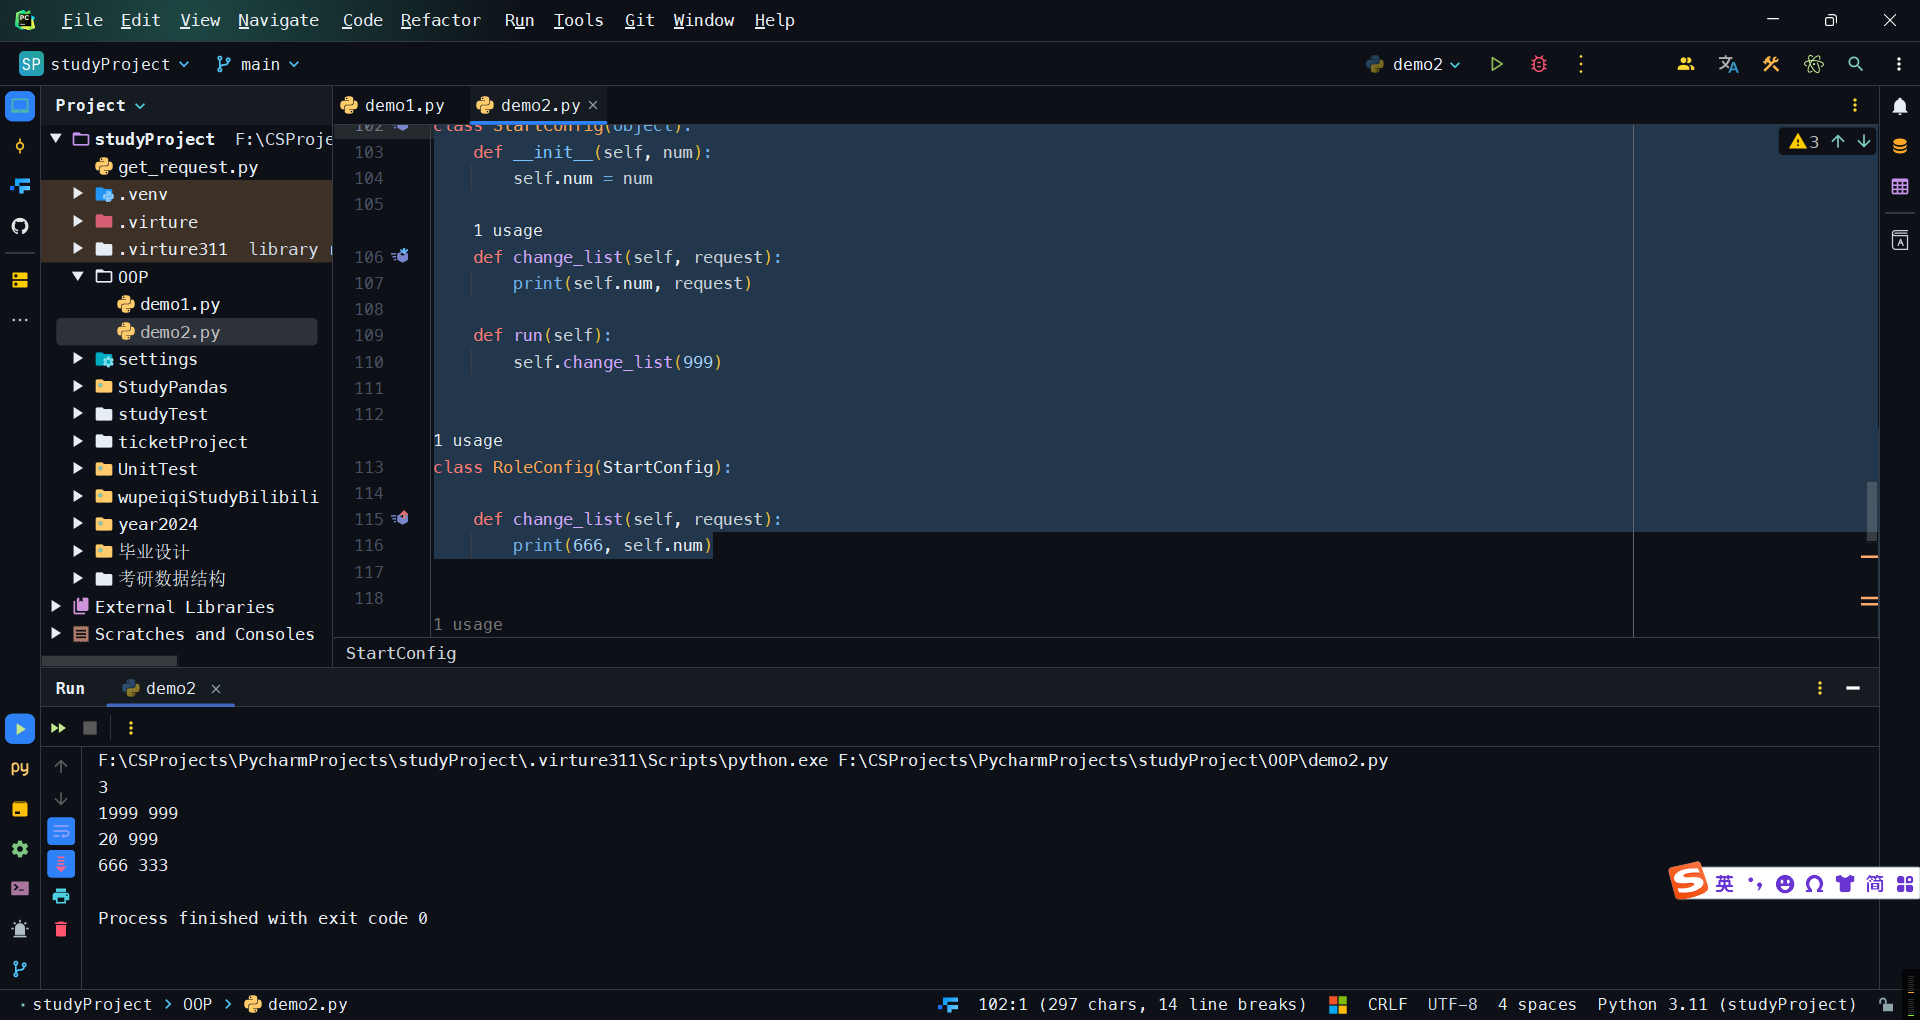 File Edit View Navigate Code Refactor Run Tools Git Window Help
SP studyProject main demo2
Project
studyProject F:\CSProje
get_request.py
.venv
.virture
.virture311 library
OOP
demo1.py
demo2.py
settings
StudyPandas
studyTest
ticketProject
UnitTest
wupeiqiStudyBilibili
year2024
毕业设计
考研数据结构
External Libraries
Scratches and Consoles
demo1.py demo2.py
3
102 class StartConfig(object):
103 def __init__(self, num):
104 self.num = num
105
1 usage
106 def change_list(self, request):
107 print(self.num, request)
108
109 def run(self):
110 self.change_list(999)
111
112
1 usage
113 class RoleConfig(StartConfig):
114
115 def change_list(self, request):
116 print(666, self.num)
117
118
1 usage
StartConfig
Run demo2
F:\CSProjects\PycharmProjects\studyProject\.virture311\Scripts\python.exe F:\CSProjects\PycharmProjects\studyProject\OOP\demo2.py
3
1999 999
20 999
666 333
Process finished with exit code 0
英 简
studyProject > OOP > demo2.py
102:1 (297 chars, 14 line breaks) CRLF UTF-8 4 spaces Python 3.11 (studyProject)